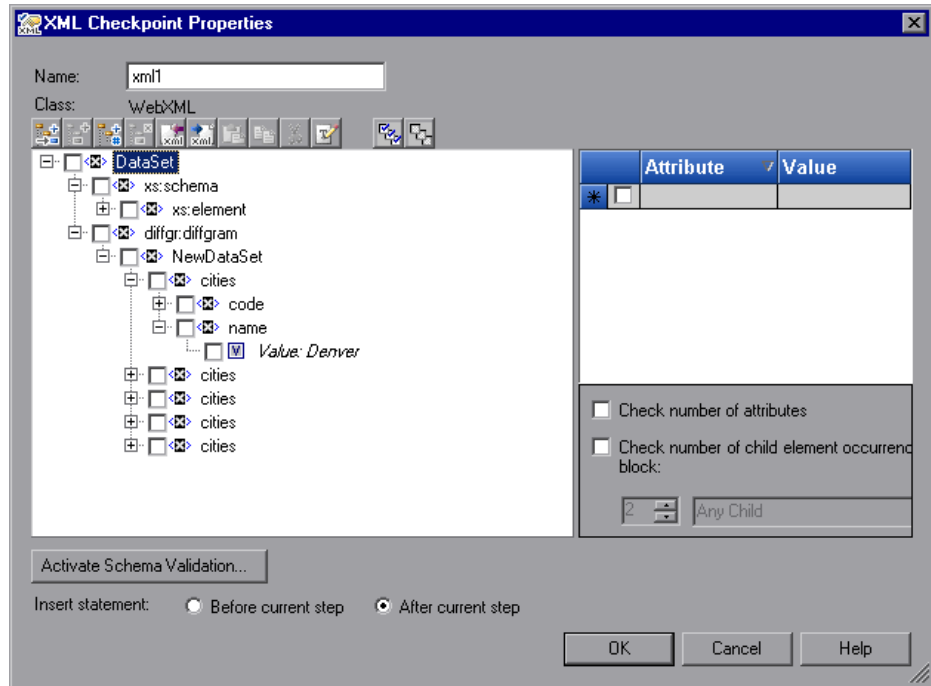 XML Checkpoint Properties
Name: xml1
Class: WebXML
DataSet
xs:schema
xs:element
diffgr:diffgram
NewDataSet
cities
code
name
Value: Denver
cities
cities
cities
cities
Attribute Value
Check number of attributes
Check number of child element occurrenc
block:
2 Any Child
Activate Schema Validation...
Insert statement: Before current step After current step
OK Cancel Help